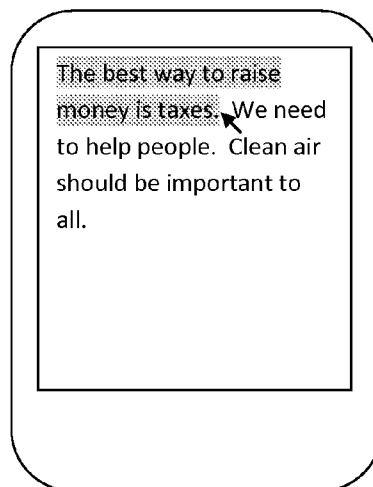 The best way to raise
money is taxes. We need
to help people. Clean air
should be important to
all.